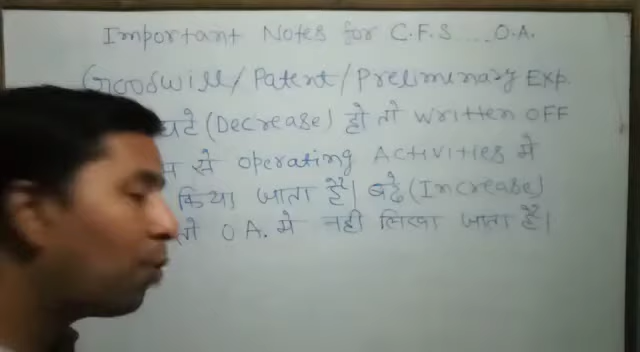 Important Notes for C.F.S....O.A.
Goodwill/Patent/Preliminary Exp.
घटे (Decrease) हो तो Written OFF
से Operating Activities में
किया जाता है। बढ़े (Increase)
O A. मे नही लिखा जाता है।